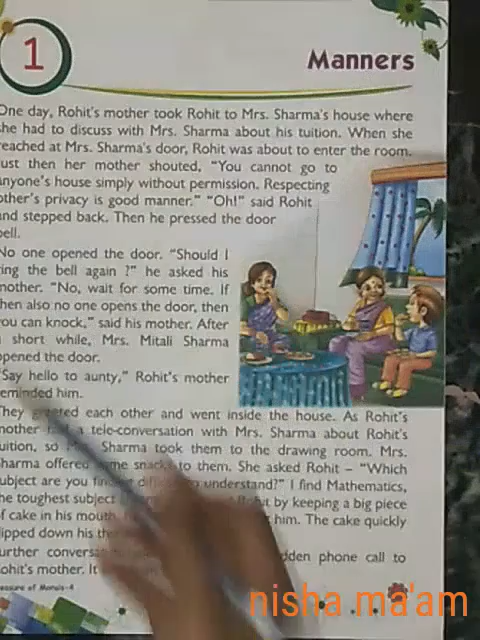 1
Manners
One day, Rohit's mother took Rohit to Mrs. Sharma's house where
she had to discuss with Mrs. Sharma about his tuition. When she
reached at Mrs. Sharma's door, Rohit was about to enter the room.
Just then her mother shouted, "You cannot go to
anyone's house simply without permission. Respecting
other's privacy is good manner." "Oh!" said Rohit
and stepped back. Then he pressed the door
bell.
No one opened the door. "Should I
ring the bell again ?" he asked his
mother. "No, wait for some time. If
then also no one opens the door, then
you can knock," said his mother. After
a short while, Mrs. Mitali Sharma
opened the door.
"Say hello to aunty," Rohit's mother
reminded him.
They greeted each other and went inside the house. As Rohit's
mother had a tele-conversation with Mrs. Sharma about Rohit's
tuition, so Mrs. Sharma took them to the drawing room. Mrs.
Sharma offered some snacks to them. She asked Rohit – "Which
subject are you finding difficult to understand?" I find Mathematics,
the toughest subject by keeping a big piece
of cake in his mouth. him. The cake quickly
slipped down his
further phone call to
Rohit's mother. It
Treasure of Morals-4
nisha ma'am